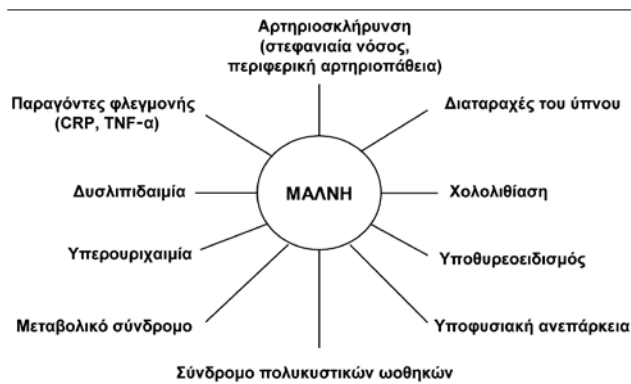 Αρτηριοσκλήρυνση
(στεφανιαία νόσος,
περιφερική αρτηριοπάθεια)
Παραγόντες φλεγμονής
(CRP, TNF-α)
Διαταραχές του ύπνου
Δυσλιπιδαιμία
ΜΑΛΝΗ
Χολολιθίαση
Υπερουριχαιμία
Υποθυρεοειδισμός
Μεταβολικό σύνδρομο
Υποφυσιακή ανεπάρκεια
Σύνδρομο πολυκυστικών ωοθηκών